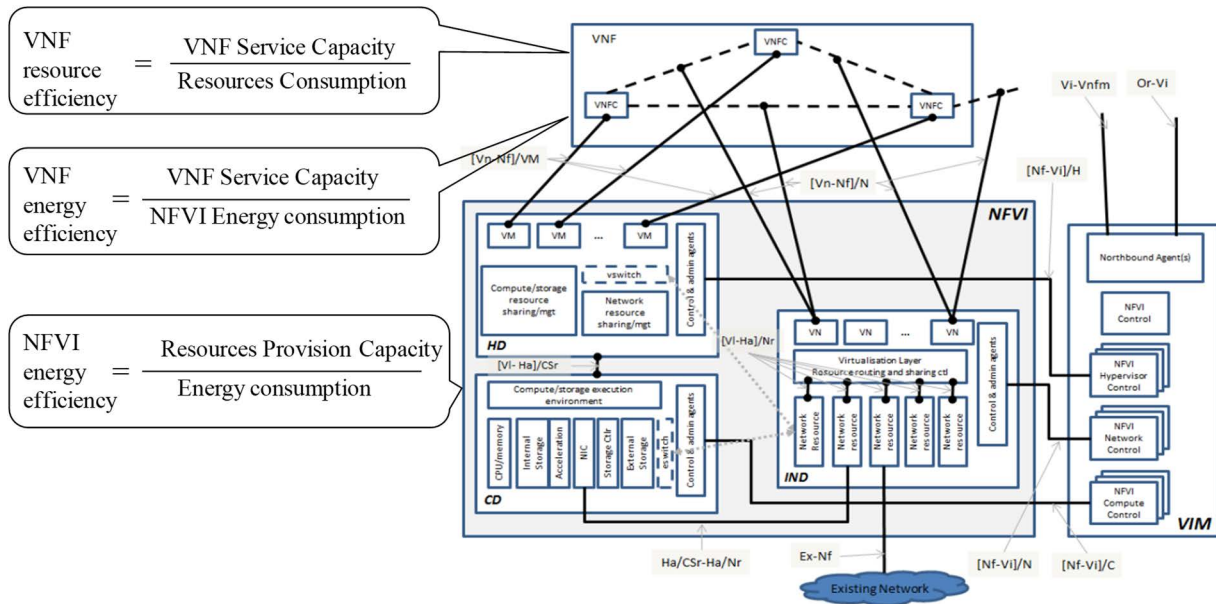 VNF
resource
efficiency
=
VNF Service Capacity
Resources Consumption
VNF
energy
efficiency
=
VNF Service Capacity
NFVI Energy consumption
NFVI
energy
efficiency
=
Resources Provision Capacity
Energy consumption
VNF
VNFC
VNFC
VNFC
Vi-Vnfm
Or-Vi
[Vn-Nf]/VM
[Vn-Nf]/N
[Nf-Vi]/H
NFVI
VM
VM
...
VM
Control & admin agents
vswitch
Compute/storage
resource
sharing/mgt
Network
resource
sharing/mgt
HD
[Vl- Ha]/CSr
[Vl-Ha]/Nr
VN
VN
...
VN
Control & admin agents
Virtualisation Layer
Resource routing and sharing ctl
Network
Resource
Network
resource
Network
resource
Network
resource
Network
resource
IND
Compute/storage execution
environment
CPU/memory
Internal
Storage
Acceleration
NIC
Storage Ctlr
External
Storage
eswitch
Control & admin agents
CD
Northbound Agent(s)
NFVI
Control
NFVI
Hypervisor
Control
NFVI
Network
Control
NFVI
Compute
Control
VIM
Ha/CSr-Ha/Nr
Ex-Nf
[Nf-Vi]/N
[Nf-Vi]/C
Existing Network